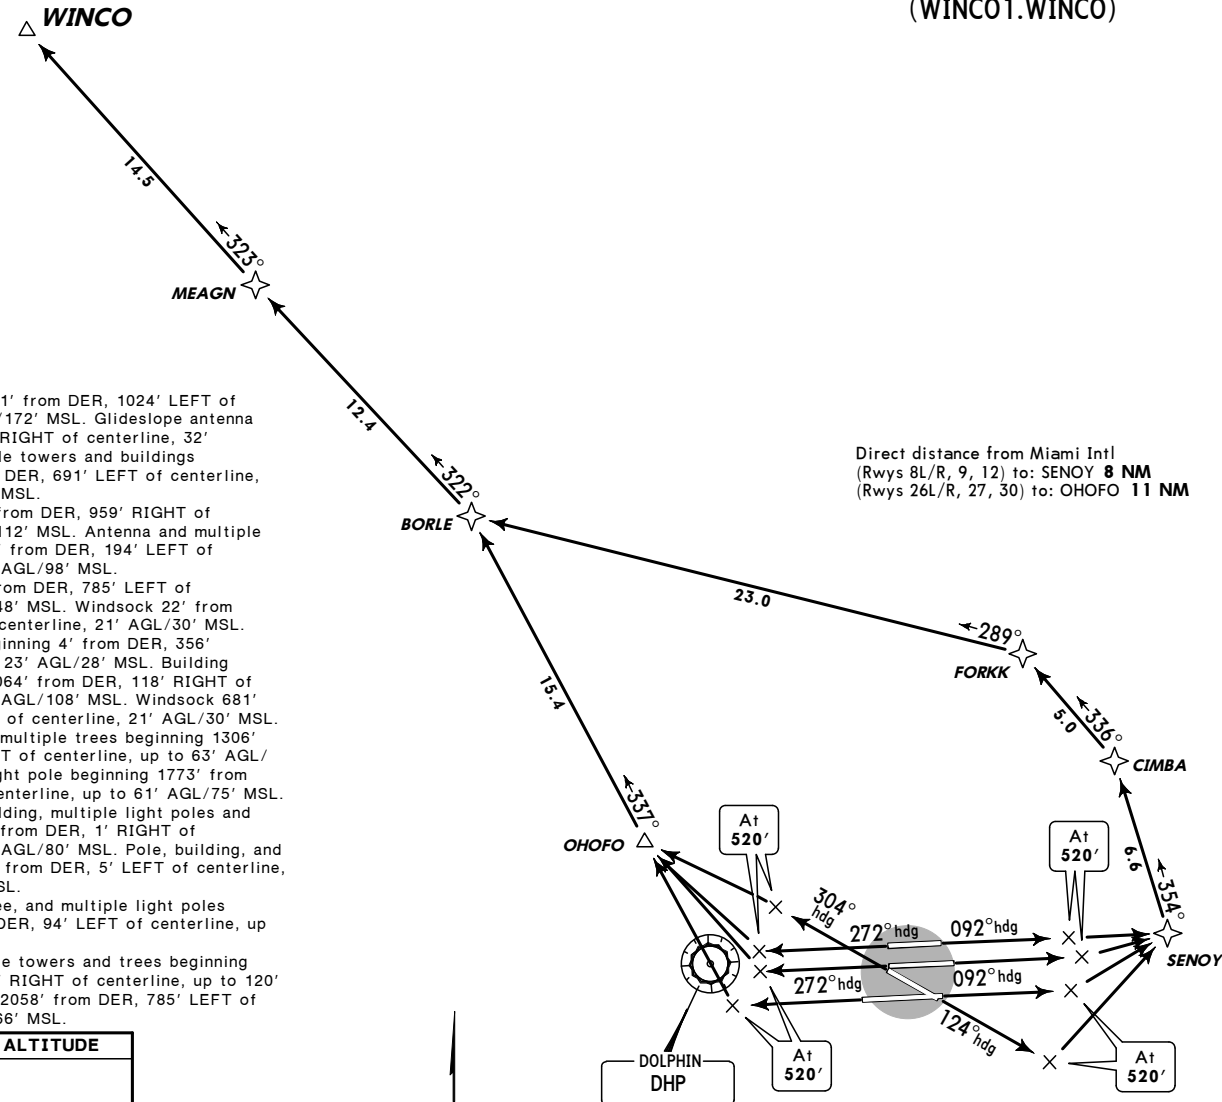 WINCO
(WINCO1.WINCO)
14.5
323°
MEAGN
12.4
322°
BORLE
1' from DER, 1024' LEFT of
/172' MSL. Glideslope antenna
RIGHT of centerline, 32'
le towers and buildings
DER, 691' LEFT of centerline,
MSL.
from DER, 959' RIGHT of
112' MSL. Antenna and multiple
' from DER, 194' LEFT of
AGL/98' MSL.
rom DER, 785' LEFT of
48' MSL. Windsock 22' from
centerline, 21' AGL/30' MSL.
ginning 4' from DER, 356'
23' AGL/28' MSL. Building
064' from DER, 118' RIGHT of
AGL/108' MSL. Windsock 681'
of centerline, 21' AGL/30' MSL.
multiple trees beginning 1306'
T of centerline, up to 63' AGL/
ght pole beginning 1773' from
enterline, up to 61' AGL/75' MSL.
lding, multiple light poles and
from DER, 1' RIGHT of
AGL/80' MSL. Pole, building, and
from DER, 5' LEFT of centerline,
SL.
ee, and multiple light poles
DER, 94' LEFT of centerline, up
le towers and trees beginning
' RIGHT of centerline, up to 120'
2058' from DER, 785' LEFT of
66' MSL.
ALTITUDE
Direct distance from Miami Intl
(Rwys 8L/R, 9, 12) to: SENOY 8 NM
(Rwys 26L/R, 27, 30) to: OHOFO 11 NM
23.0
289°
FORKK
5.0
336°
CIMBA
15.4
337°
OHOFO
At
520'
At
520'
6.6
354°
SENOY
304°
hdg
272°hdg
092°hdg
272°hdg
092°hdg
124°hdg
At
520'
At
520'
DOLPHIN
DHP